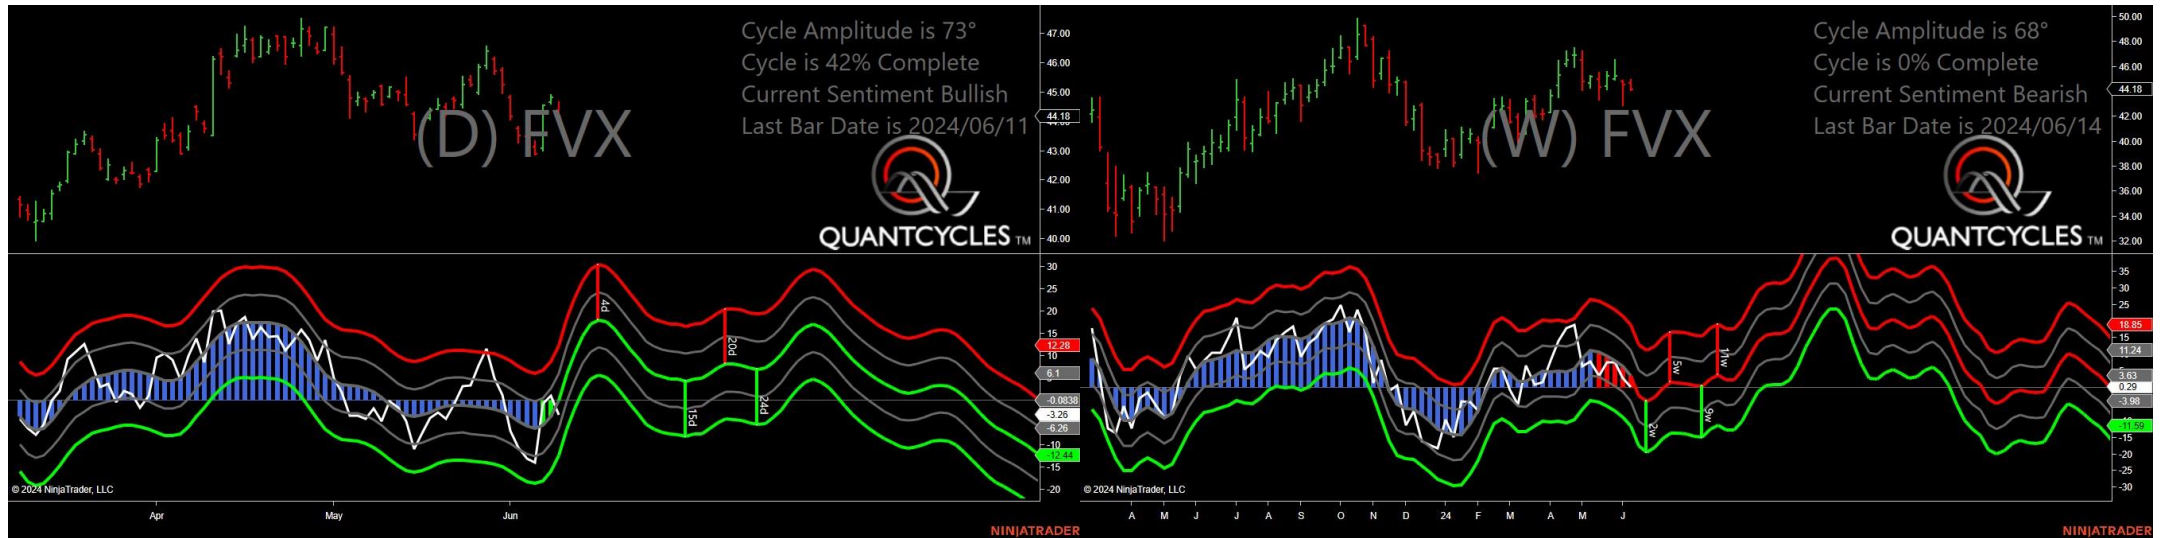 Cycle Amplitude is 73°
Cycle is 42% Complete
Current Sentiment Bullish
Last Bar Date is 2024/06/11
(D) FVX
QUANTCYCLES TM
47.00
46.00
45.00
44.18
43.00
42.00
41.00
40.00
30
25
20
15
12.28
10
6.1
-0.0838
-3.26
-6.26
-10
-12.44
-15
-20
4d
15d
20d
24d
© 2024 NinjaTrader, LLC
Apr May Jun
NINJATRADER
Cycle Amplitude is 68°
Cycle is 0% Complete
Current Sentiment Bearish
Last Bar Date is 2024/06/14
(W) FVX
QUANTCYCLES TM
50.00
48.00
46.00
44.18
42.00
40.00
38.00
36.00
34.00
32.00
35
30
25
18.85
15
11.24
3.63
0.29
-3.98
-11.59
-15
-20
-25
-30
2w
5w
9w
11w
© 2024 NinjaTrader, LLC
A M J J A S O N D 24 F M A M J
NINJATRADER